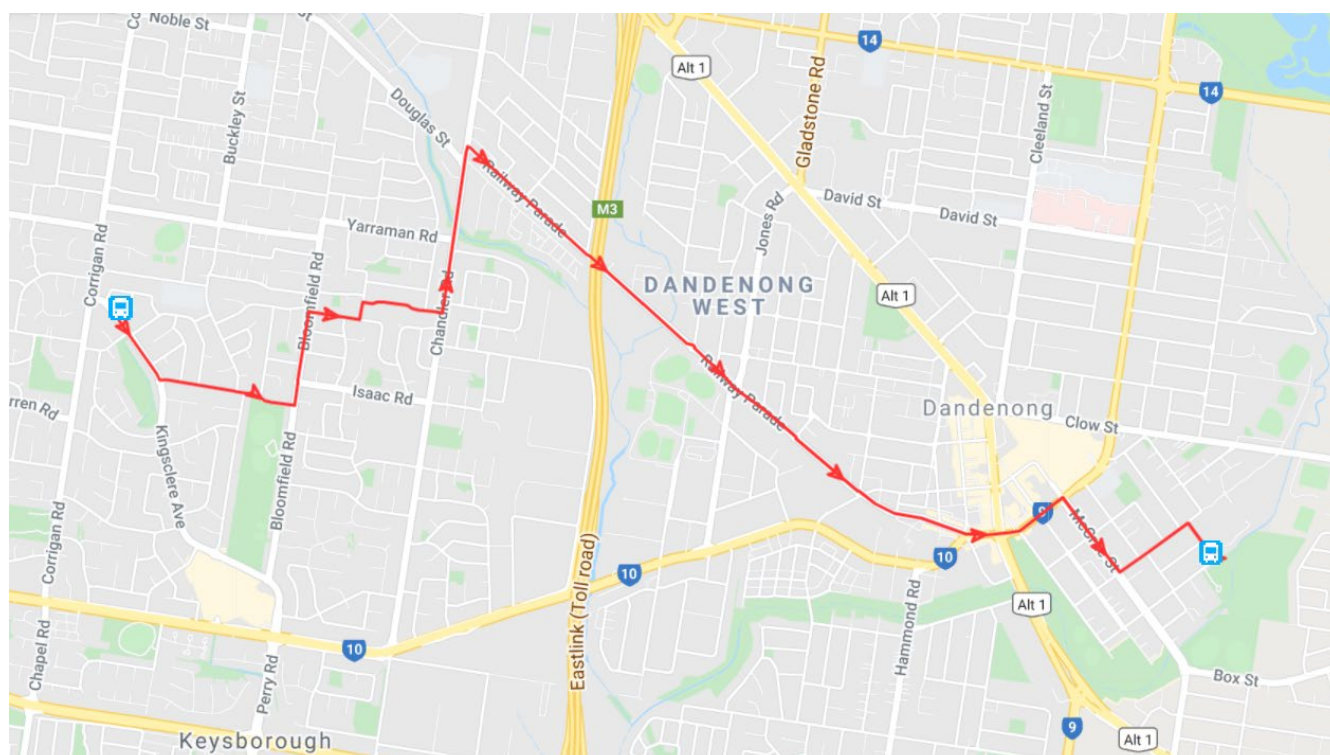 Co
Noble St
14
Alt 1
Gladstone Rd
14
Buckley St
Douglas St
Cleeland St
Railway Parade
M3
David St
David St
Jones Rd
Yarraman Rd
Corrigan Rd
Bloomfield Rd
Chandler Rd
DANDENONG
WEST
Alt 1
Railway Parade
Isaac Rd
rren Rd
Dandenong
Clow St
Kingsclere Ave
Bloomfield Rd
9
McCrae St
Corrigan Rd
Eastlink (Toll road)
10
10
Hammond Rd
Alt 1
Chapel Rd
10
Perry Rd
Box St
9
Alt 1
Keysborough